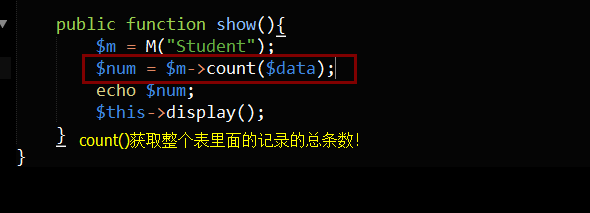 public function show(){
$m = M("Student");
$num = $m->count($data);
echo $num;
$this->display();
}
count()获取整个表里面的记录的总条数!
}